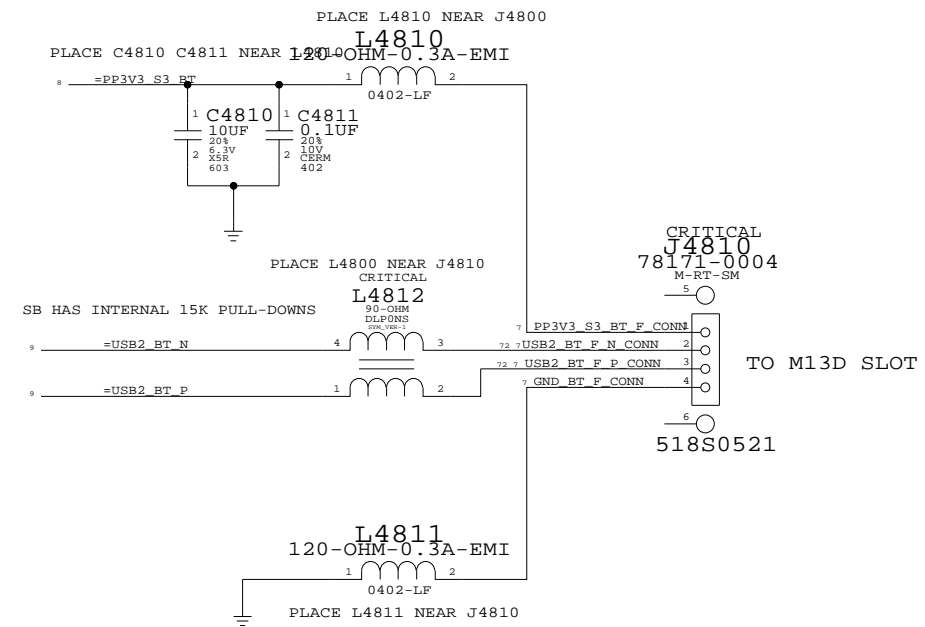 PLACE L4810 NEAR J4800
L4810
PLACE C4810 C4811 NEAR L4810
120-OHM-0.3A-EMI
8 =PP3V3_S3_BT
1 2
0402-LF
1 C4810
10UF
20%
6.3V
2 X5R
603
1 C4811
0.1UF
20%
10V
2 CERM
402
CRITICAL
J4810
78171-0004
M-RT-SM
5
PLACE L4800 NEAR J4810
CRITICAL
L4812
90-OHM
DLP0NS
SYM_VER-1
SB HAS INTERNAL 15K PULL-DOWNS
9 =USB2_BT_N 4 3
9 =USB2_BT_P 1 2
7 PP3V3_S3_BT_F_CONN 1
72 7 USB2_BT_F_N_CONN 2
72 7 USB2_BT_F_P_CONN 3
7 GND_BT_F_CONN 4
TO M13D SLOT
6
518S0521
L4811
120-OHM-0.3A-EMI
1 2
0402-LF
PLACE L4811 NEAR J4810